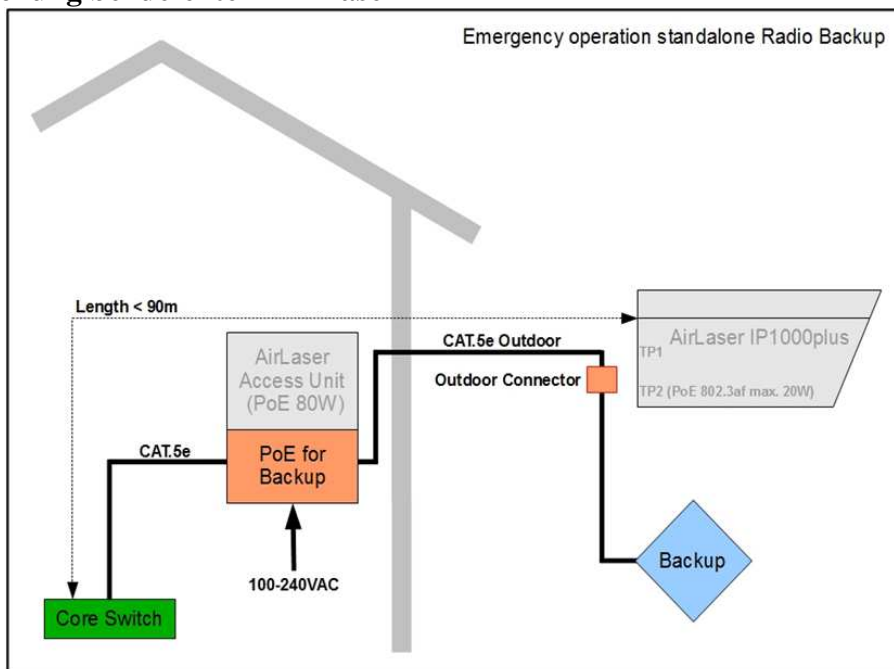 Emergency operation standalone Radio Backup
Length < 90m
AirLaser
Access Unit
(PoE 80W)
CAT.5e Outdoor
AirLaser IP1000plus
TP1
Outdoor Connector
TP2 (PoE 802.3af max. 20W)
CAT.5e
PoE for
Backup
100-240VAC
Backup
Core Switch